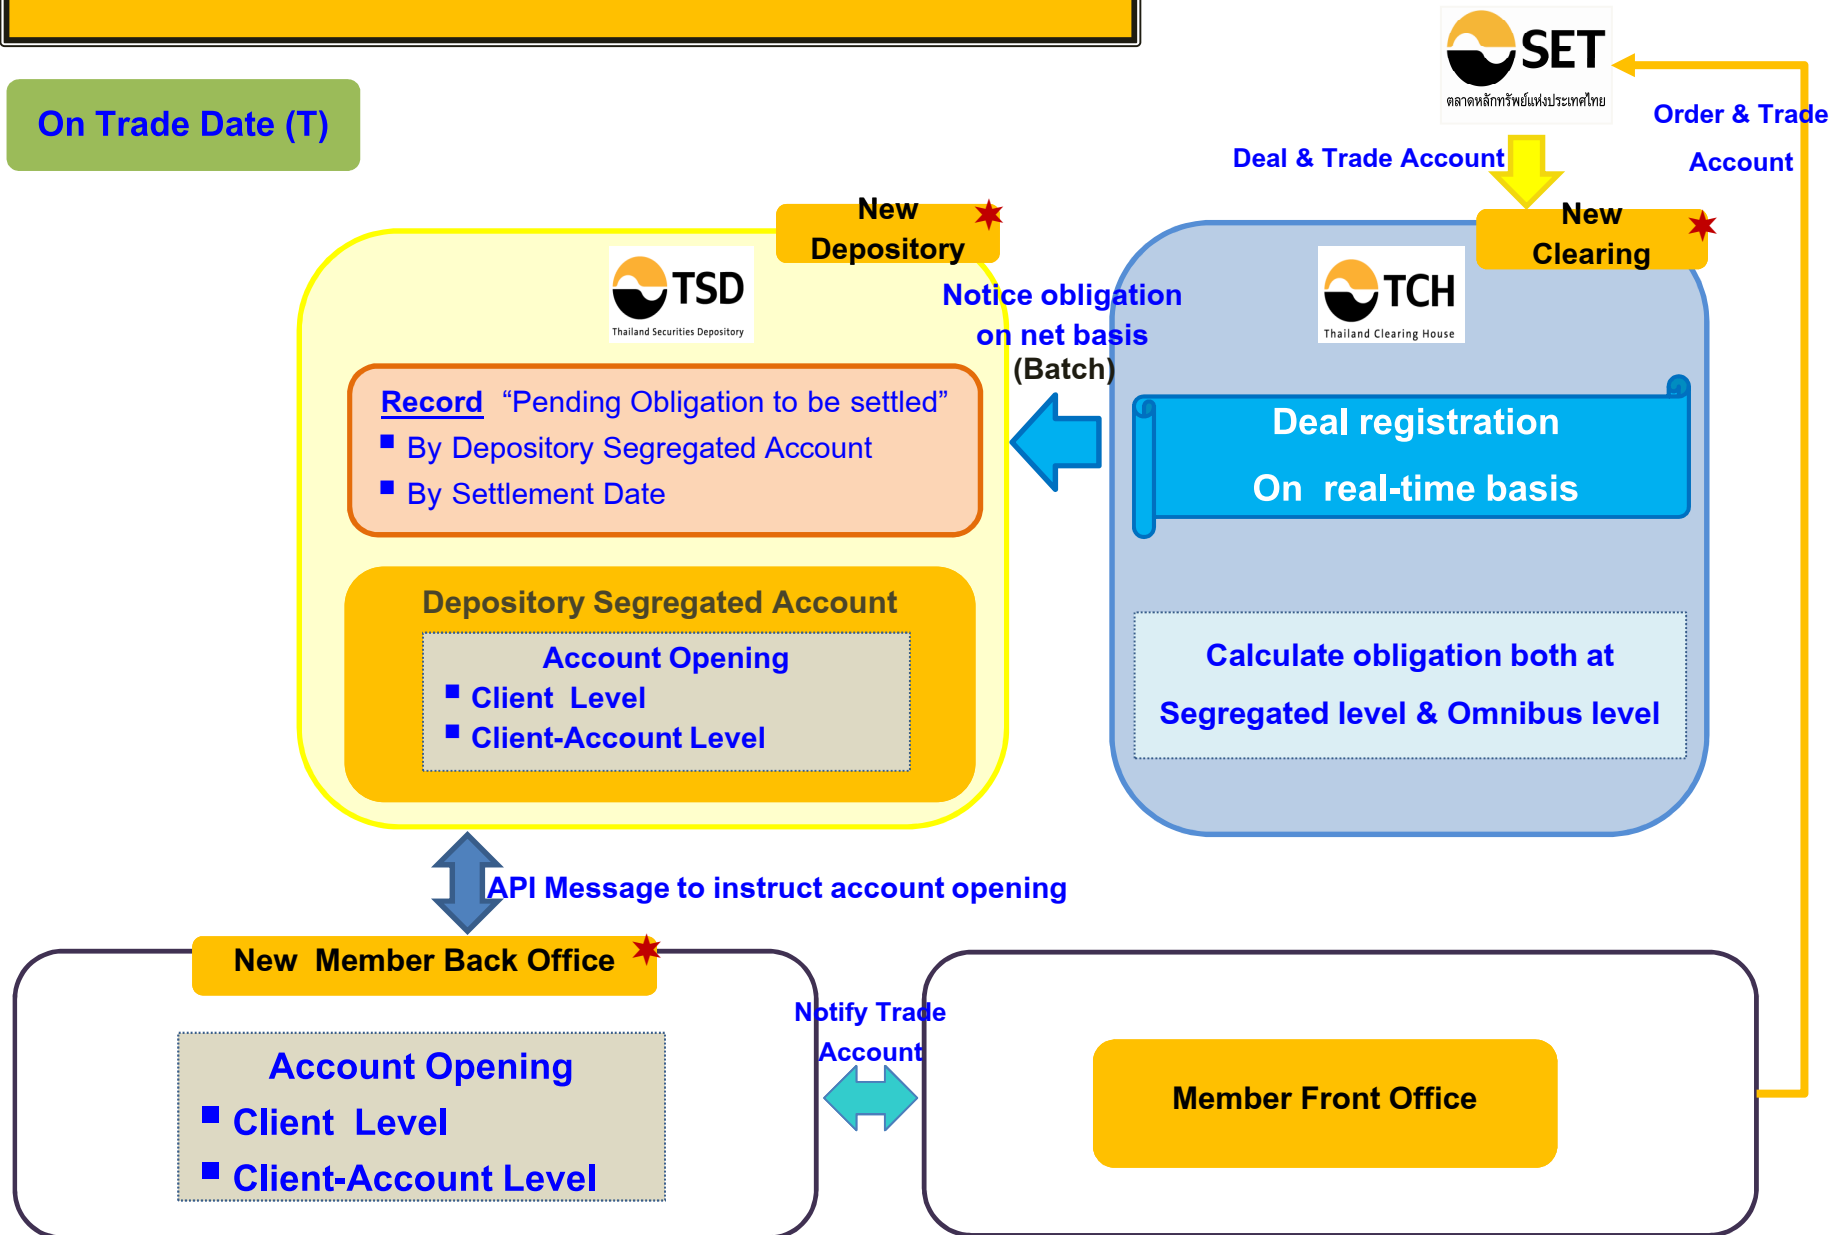 SET
ตลาดหลักทรัพย์แห่งประเทศไทย
On Trade Date (T)
Order & Trade
Account
Deal & Trade Account
New
Depository
New
Clearing
TSD
Thailand Securities Depository
Notice obligation
on net basis
(Batch)
TCH
Thailand Clearing House
Record “Pending Obligation to be settled”
▪ By Depository Segregated Account
▪ By Settlement Date
Deal registration
On real-time basis
Depository Segregated Account
Account Opening
▪ Client Level
▪ Client-Account Level
Calculate obligation both at
Segregated level & Omnibus level
API Message to instruct account opening
New Member Back Office
Account Opening
▪ Client Level
▪ Client-Account Level
Notify Trade
Account
Member Front Office